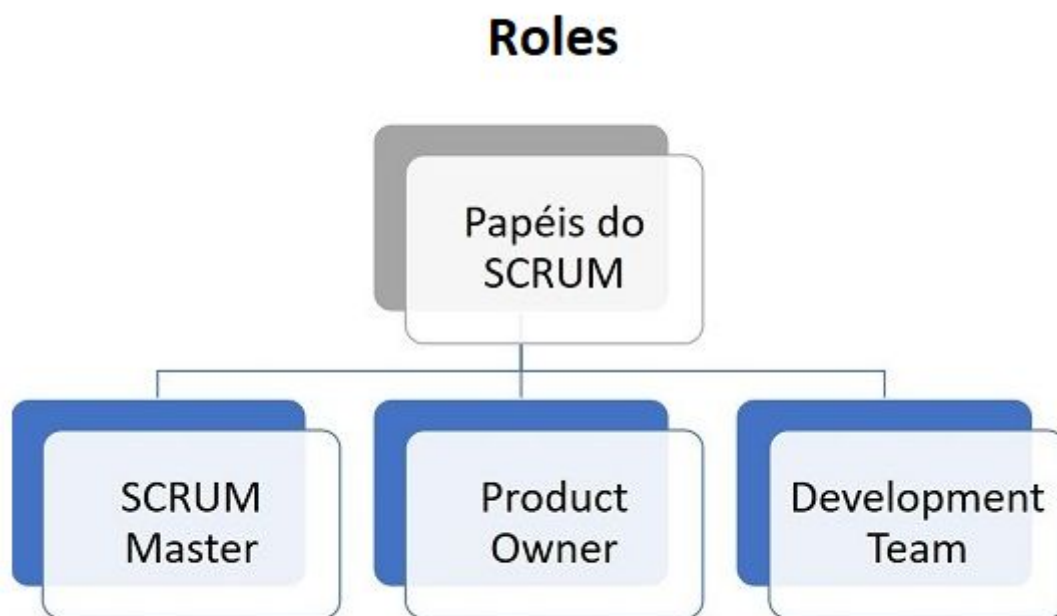 Roles
Papéis do
SCRUM
SCRUM
Master
Product
Owner
Development
Team